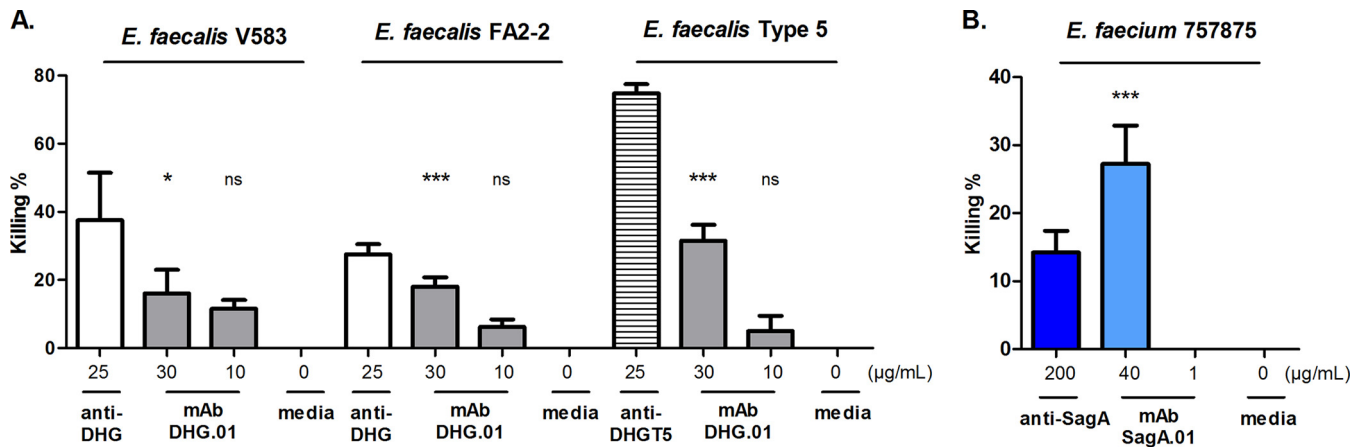 A.
E. faecalis V583 E. faecalis FA2-2 E. faecalis Type 5
80
60
40
20
0
Killing %
* ns *** ns *** ns
25 30 10 0 25 30 10 0 25 30 10 0 (µg/mL)
anti-DHG mAb DHG.01 media anti-DHG mAb DHG.01 media anti-DHGT5 mAb DHG.01 media
B.
E. faecium 757875
40
30
20
10
0
Killing %
***
200 40 1 0 (µg/mL)
anti-SagA mAb SagA.01 media